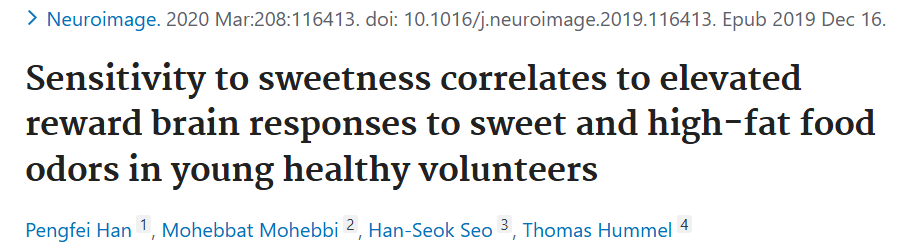 > Neuroimage. 2020 Mar:208:116413. doi: 10.1016/j.neuroimage.2019.116413. Epub 2019 Dec 16.
Sensitivity to sweetness correlates to elevated
reward brain responses to sweet and high-fat food
odors in young healthy volunteers
Pengfei Han 1, Mohebbat Mohebbi 2, Han-Seok Seo 3, Thomas Hummel 4